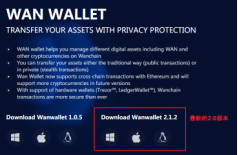 WAN WALLET
TRANSFER YOUR ASSETS WITH PRIVACY PROTECTION
WAN wallet helps you manage different digital assets including WAN and
other cryptocurrencies on Wanchain
You can transfer your assets either the traditional way (public transactions) or
in private (stealth transactions)
Wan Wallet now supports cross-chain transactions with Ethereum and will
support more cryptocurrencies in future versions
With support of hardware wallets (Trezor™, LedgerWallet™), Wanchain
transactions are more secure than ever
Download Wanwallet 1.0.5
Download Wanwallet 2.1.2
最新的2.0版本